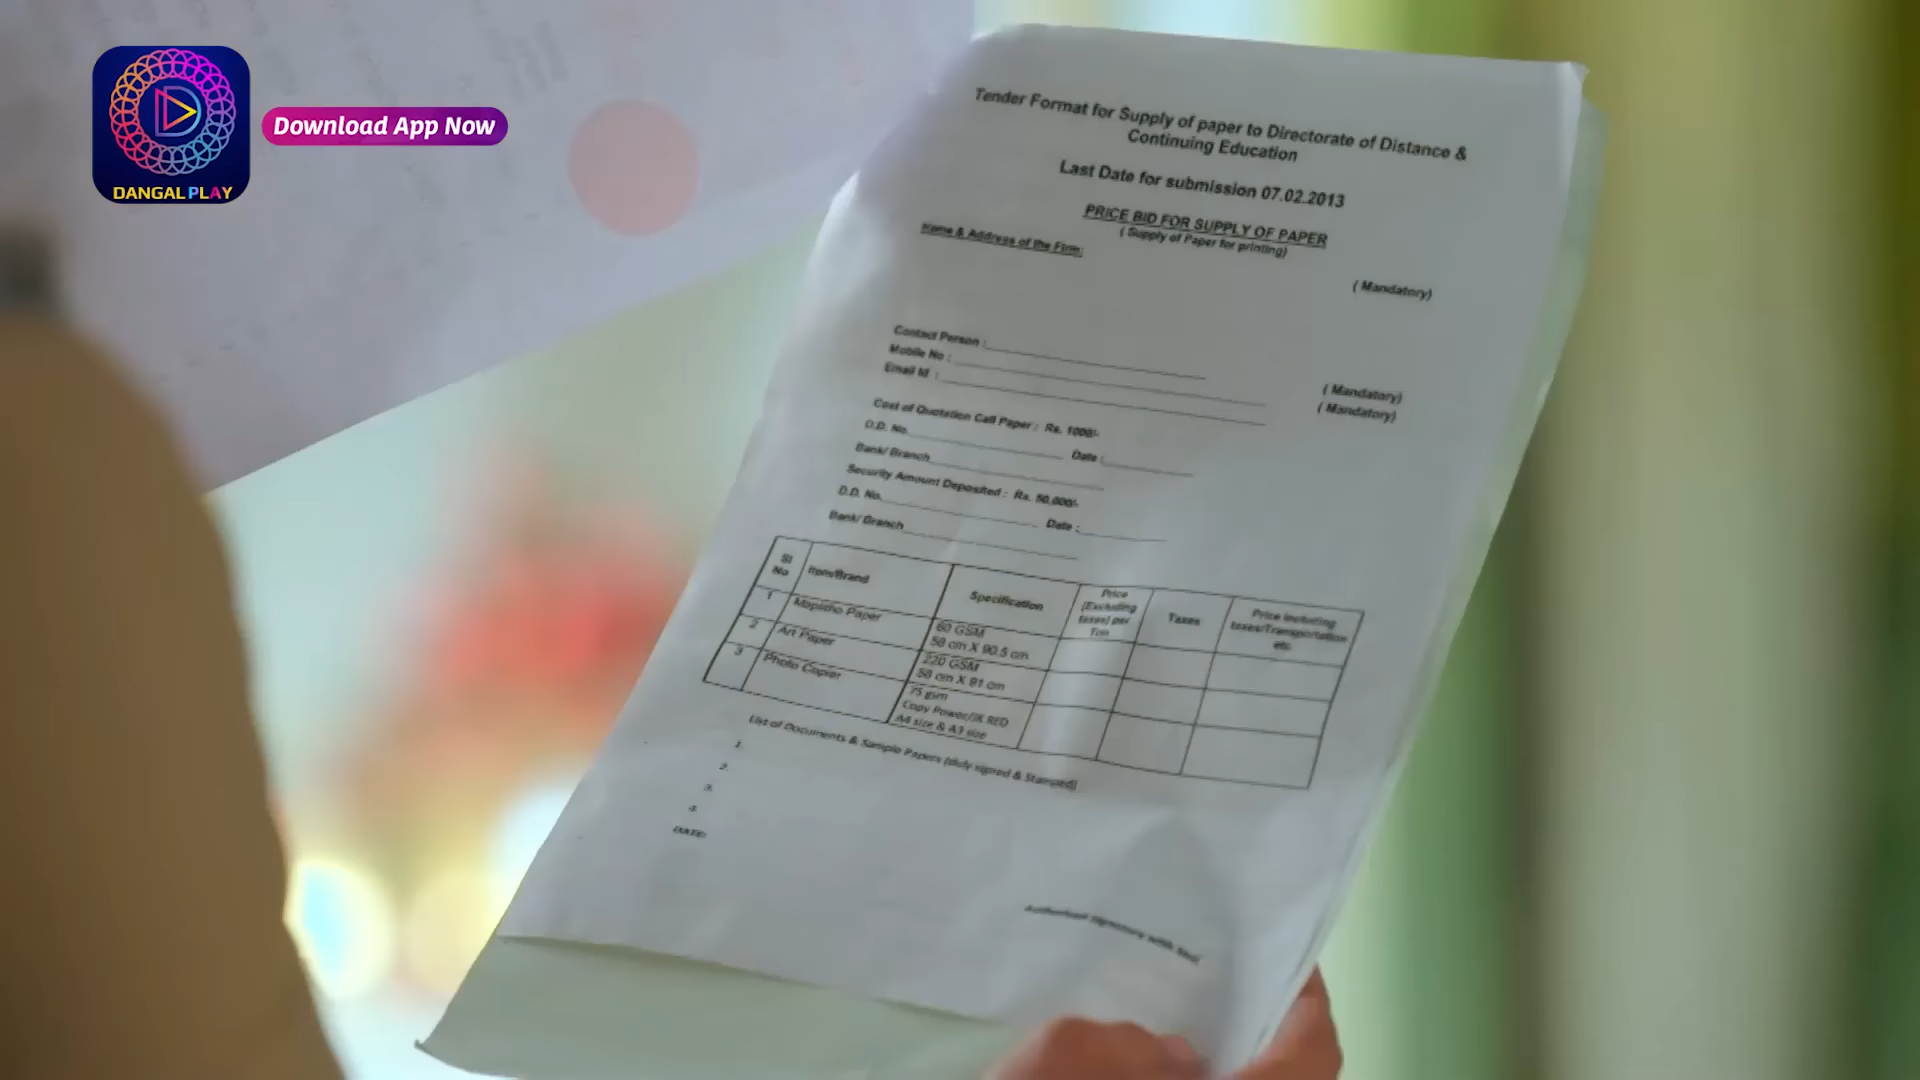 DANGAL PLAY
Download App Now
Tender Format for Supply of paper to Directorate of Distance &
Continuing Education
Last Date for submission 07.02.2013
PRICE BID FOR SUPPLY OF PAPER
( Supply of Paper for printing)
Name & Address of the Firm:
( Mandatory)
Contact Person :
Mobile No :
( Mandatory)
Email Id :
( Mandatory)
Cost of Quotation Call Paper : Rs. 1000/-
D.D. No. Date :
Bank/ Branch
Security Amount Deposited : Rs. 50,000/-
D.D. No. Date :
Bank/ Branch
Sl No Item/Brand Specification Price (Excluding taxes) per Ton Taxes Price including taxes/Transportation etc.
1 Maplitho Paper 60 GSM
58 cm X 90.5 cm
2 Art Paper 220 GSM
58 cm X 91 cm
3 Photo Copier 75 gsm
Copy Power/JK RED
A4 size & A3 size
List of Documents & Sample Papers (duly signed & Stamped)
1.
2.
3.
4.
DATE:
Authorised Signatory with Seal